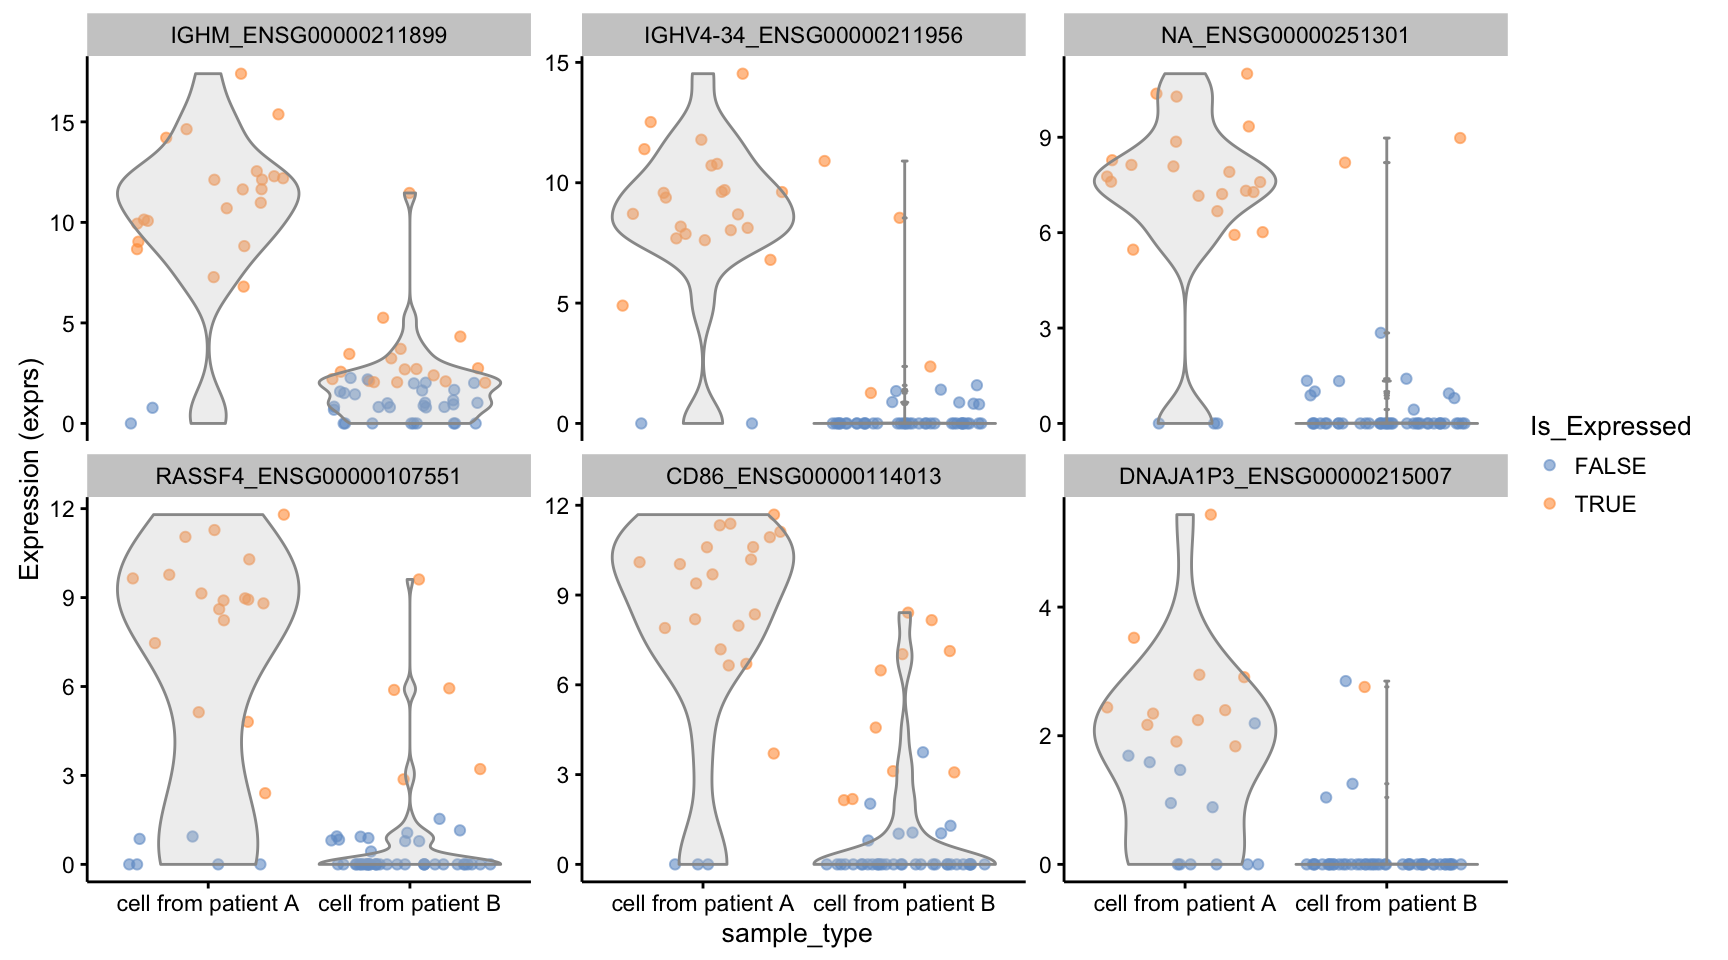 IGHM_ENSG00000211899
IGHV4-34_ENSG00000211956
NA_ENSG00000251301
15
10
5
0
15
10
5
0
9
6
3
0
RASSF4_ENSG00000107551
CD86_ENSG00000114013
DNAJA1P3_ENSG00000215007
12
9
6
3
0
12
9
6
3
0
4
2
0
Expression (exprs)
cell from patient A
cell from patient B
cell from patient A
cell from patient B
cell from patient A
cell from patient B
sample_type
Is_Expressed
FALSE
TRUE